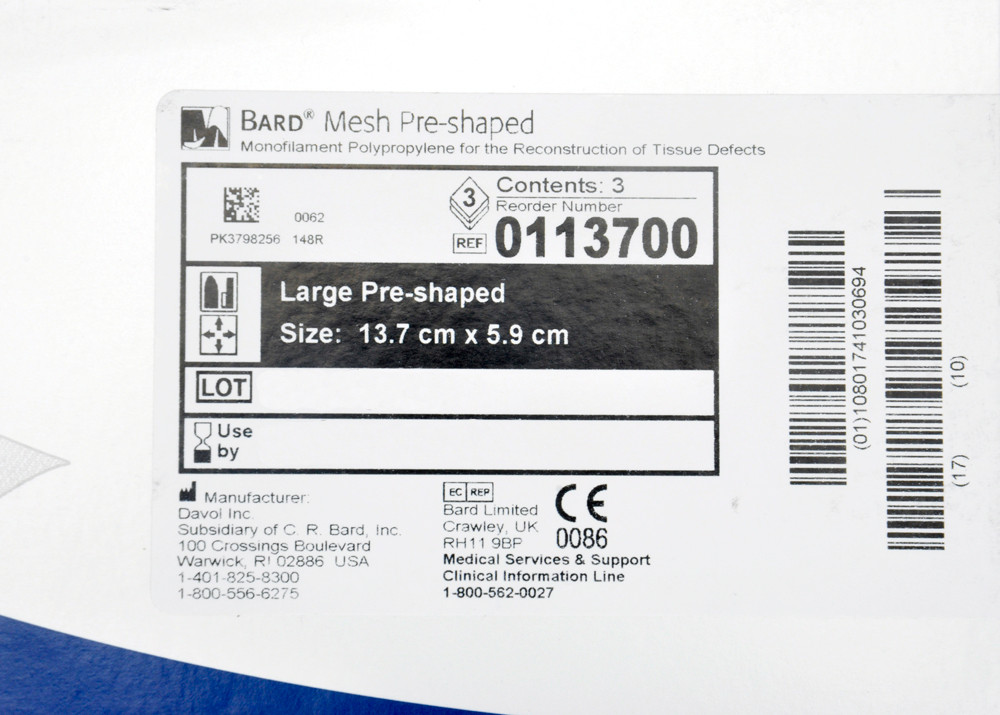 BARD® Mesh Pre-shaped
Monofilament Polypropylene for the Reconstruction of Tissue Defects
0062
PK3798256 148R
3
Contents: 3
Reorder Number
REF 0113700
Large Pre-shaped
Size: 13.7 cm x 5.9 cm
LOT
Use
by
Manufacturer:
Davol Inc.
Subsidiary of C. R. Bard, Inc.
100 Crossings Boulevard
Warwick, RI 02886 USA
1-401-825-8300
1-800-556-6275
EC REP
Bard Limited
Crawley, UK
RH11 9BP
CE
0086
Medical Services & Support
Clinical Information Line
1-800-562-0027
(01)10801741030694
(17) (10)